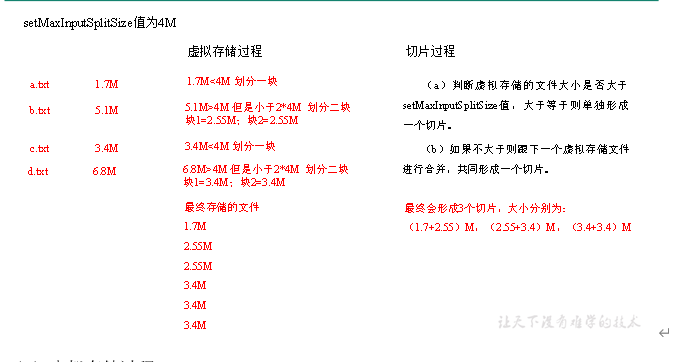 setMaxInputSplitSize值为4M
虚拟存储过程
切片过程
a.txt 1.7M 1.7M<4M 划分一块
b.txt 5.1M 5.1M>4M 但是小于2*4M 划分二块
块1=2.55M；块2=2.55M
c.txt 3.4M 3.4M<4M 划分一块
d.txt 6.8M 6.8M>4M 但是小于2*4M 划分二块
块1=3.4M；块2=3.4M
最终存储的文件
1.7M
2.55M
2.55M
3.4M
3.4M
3.4M
（a）判断虚拟存储的文件大小是否大于
setMaxInputSplitSize值，大于等于则单独形成
一个切片。
（b）如果不大于则跟下一个虚拟存储文件
进行合并，共同形成一个切片。
最终会形成3个切片，大小分别为：
（1.7+2.55）M，（2.55+3.4）M，（3.4+3.4）M
让天下没有难学的技术